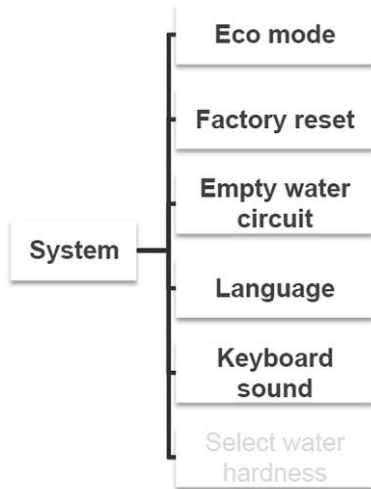 Eco mode
Factory reset
Empty water
circuit
System
Language
Keyboard
sound
Select water
hardness